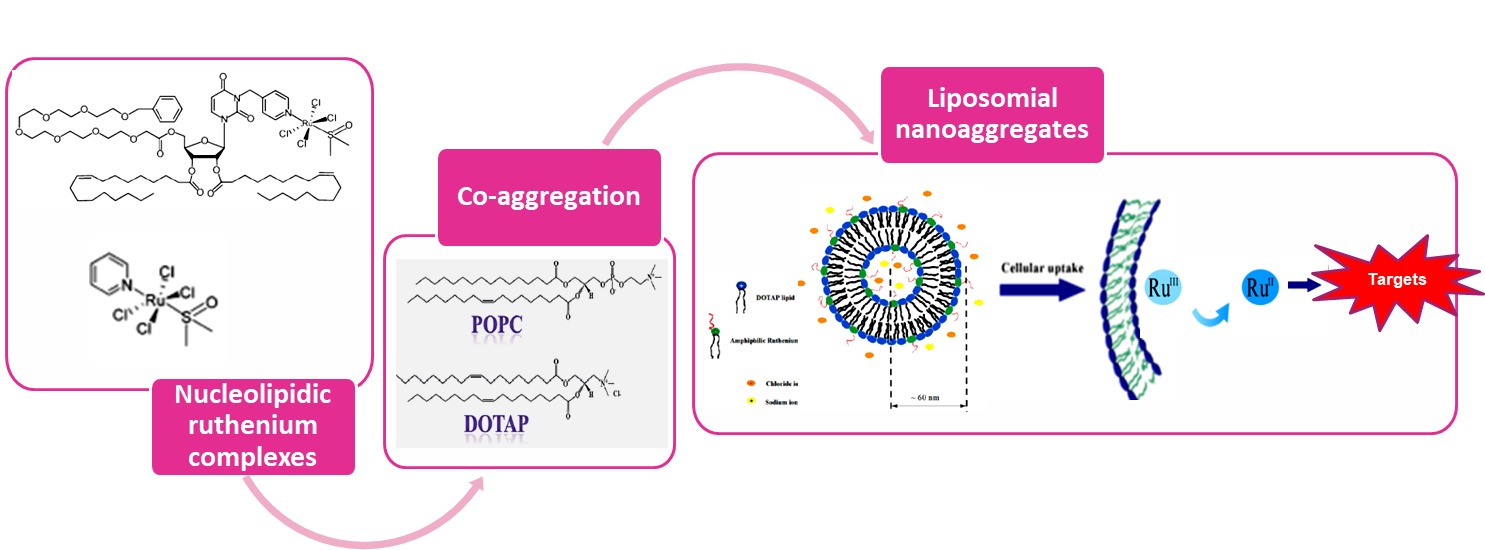 Nucleolipidic
ruthenium
complexes
O
O
O
O
O
O
O
O
O
O
O
N
O
N
N
Ru
Cl
Cl
Cl
Cl
S
O
O
O
O
O
O
N
Ru
Cl
Cl
Cl
Cl
S
O
Co-aggregation
POPC
DOTAP
Cl-
Liposomial
nanoaggregates
DOTAP lipid
Amphiphilic Ruthenium
Chloride io
Sodium ion
~ 60 nm
Cellular uptake
RuIII
RuII
Targets